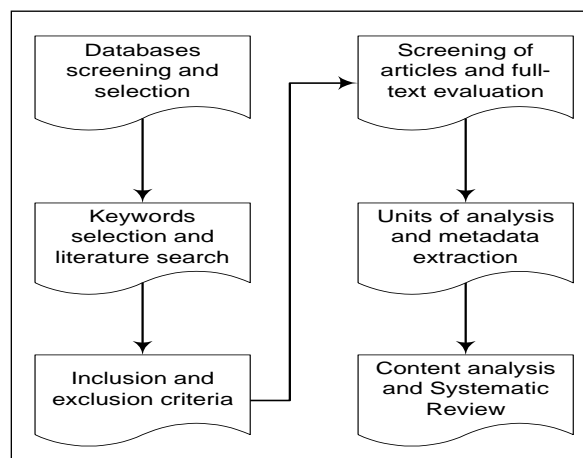 Databases
screening and
selection
Keywords
selection and
literature search
Inclusion and
exclusion criteria
Screening of
articles and full-
text evaluation
Units of analysis
and metadata
extraction
Content analysis
and Systematic
Review